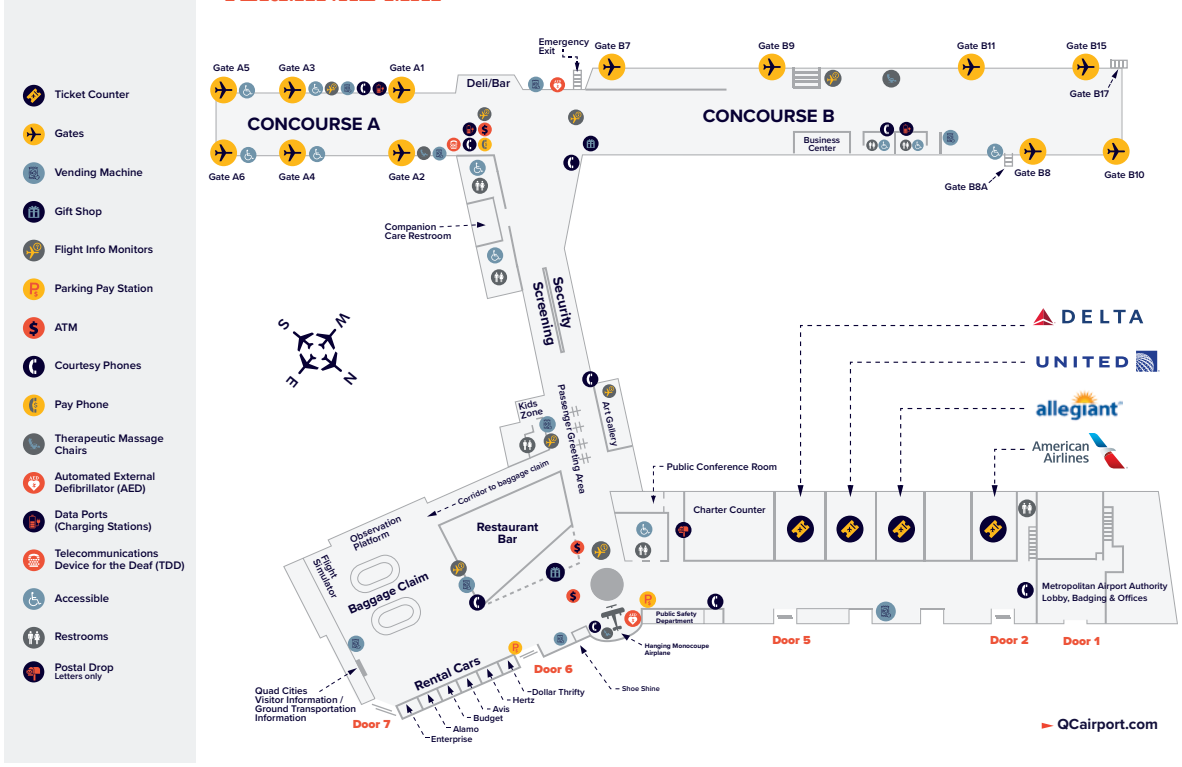 Ticket Counter
Gates
Vending Machine
Gift Shop
Flight Info Monitors
Parking Pay Station
ATM
Courtesy Phones
Pay Phone
Therapeutic Massage
Chairs
Automated External
Defibrillator (AED)
Data Ports
(Charging Stations)
Telecommunications
Device for the Deaf (TDD)
Accessible
Restrooms
Postal Drop
Letters only
Gate A5
Gate A3
Gate A1
Deli/Bar
Emergency
Exit
Gate B7
Gate B9
Gate B11
Gate B15
Gate B17
CONCOURSE A
CONCOURSE B
Business
Center
Gate A6
Gate A4
Gate A2
Gate B8A
Gate B8
Gate B10
Companion
Care Restroom
Security
Screening
S
W
E
N
DELTA
UNITED
allegiant
American
Airlines
Kids
Zone
Passenger Greeting Area
Art Gallery
Corridor to baggage claim
Public Conference Room
Charter Counter
Observation
Platform
Restaurant
Bar
Flight
Simulator
Baggage Claim
Metropolitan Airport Authority
Lobby, Badging & Offices
Public Safety
Department
Door 5
Door 2
Door 1
Hanging Monocoupe
Airplane
Door 6
Shoe Shine
Rental Cars
Dollar Thrifty
Hertz
Avis
Budget
Alamo
Enterprise
Quad Cities
Visitor Information /
Ground Transportation
Information
Door 7
QCairport.com